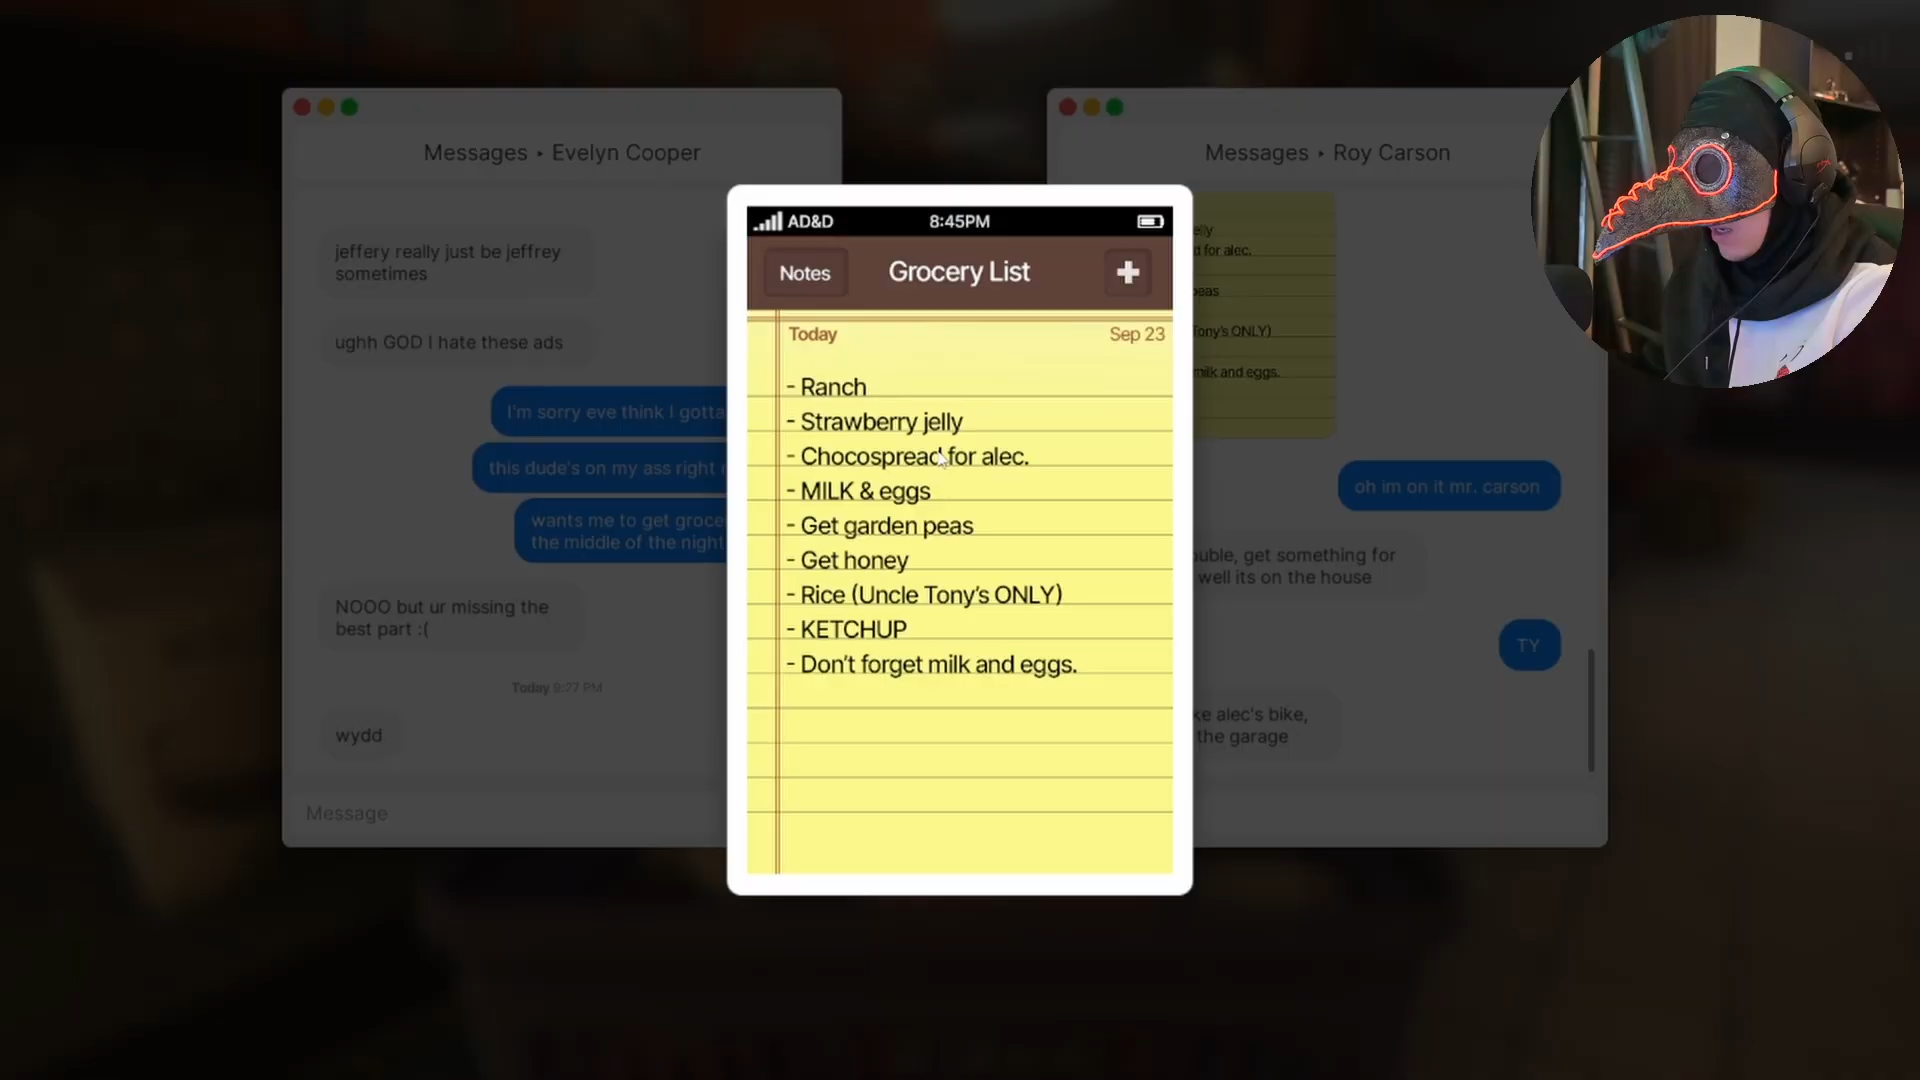 Messages • Evelyn Cooper
jeffery really just be jeffrey
sometimes
ughh GOD I hate these ads
I'm sorry eve think I gotta
this dude's on my ass right
wants me to get groce
the middle of the night
NOOO but ur missing the
best part :(
Today 9:27 PM
wydd
Message
AD&D
8:45PM
Notes
Grocery List
Today
Sep 23
- Ranch
- Strawberry jelly
- Chocospread for alec.
- MILK & eggs
- Get garden peas
- Get honey
- Rice (Uncle Tony's ONLY)
- KETCHUP
- Don't forget milk and eggs.
Messages • Roy Carson
elly
d for alec.
peas
Tony's ONLY)
milk and eggs.
oh im on it mr. carson
ouble, get something for
well its on the house
TY
ke alec's bike,
the garage